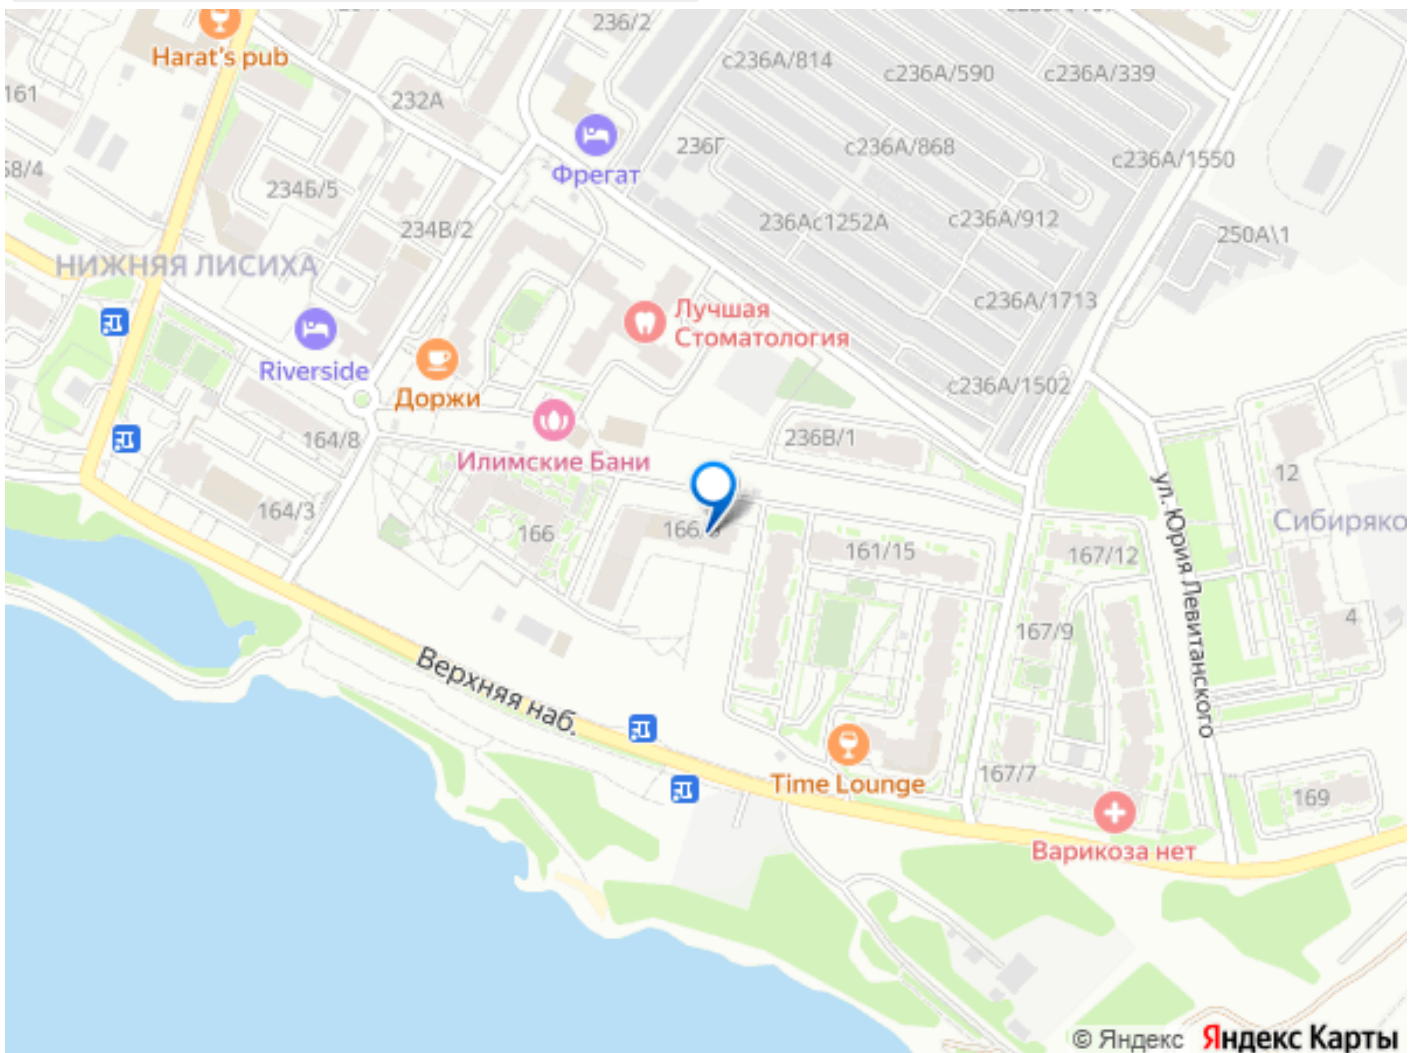 236/2
Harat's pub
с236А/814
с236А/590
с236А/339
161
232А
236Г
с236А/868
с236А/1550
58/4
234Б/5
Фрегат
234В/2
236Ас1252А
с236А/912
250А\1
НИЖНЯЯ ЛИСИХА
с236А/1713
Лучшая
Стоматология
Riverside
Доржи
с236А/1502
164/8
236В/1
Илимские Бани
12
164/3
166
161/15
167/12
Сибиряко
ул. Юрия Левитанского
167/9
4
Верхняя наб.
167/7
Time Lounge
169
Варикоза нет
© Яндекс Яндекс Карты